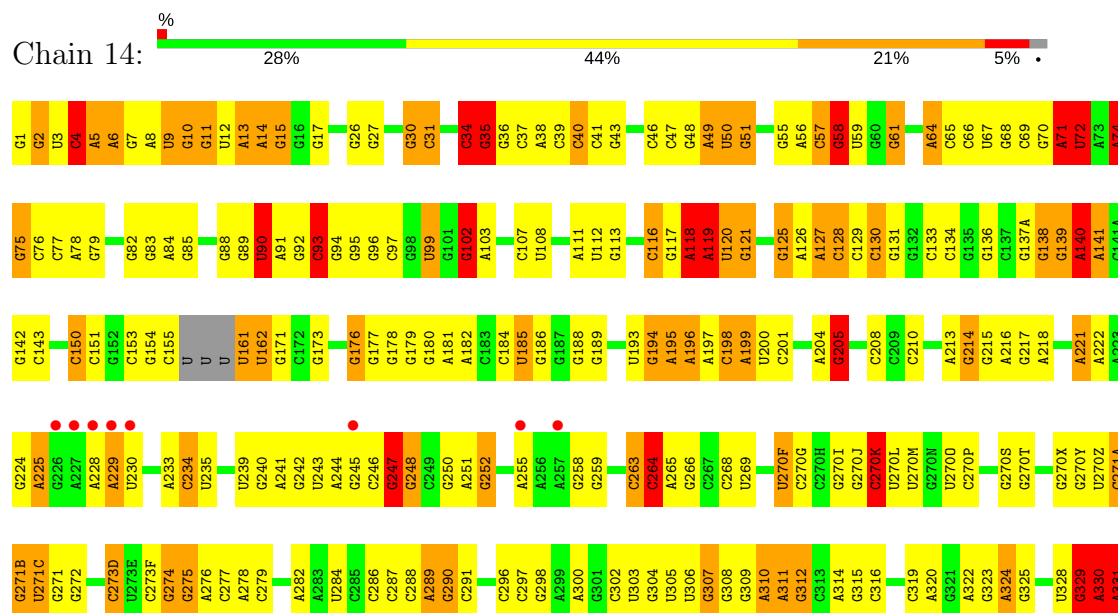 %
Chain 14: 28% 44% 21% 5% •
G1 G2 U3 C4 A5 A6 G7 A8 U9 G10 G11 U12 A13 A14 G15 G16 G17 G26 G27 G30 C31 C34 G35 G36 C37 A38 C39 C40 C41 G43 C46 C47 G48 A49 U50 G51 G55 A56 C57 G58 U59 G60 G61 A64 C65 C66 U67 G68 C69 G70 A71 U72 A73 A74
G75 C76 C77 A78 G79 G82 G83 A84 G85 G88 G89 U90 A91 G92 C93 G94 G95 G96 C97 G98 U99 G101 G102 A103 C107 U108 A111 U112 G113 C116 G117 A118 A119 U120 G121 G125 A126 A127 C128 C129 C130 G131 G132 C133 C134 G135 G136 C137 G137A G138 G139 A140 A141 C141A
G142 C143 C150 C151 G152 C153 G154 C155 U U U U161 U162 G171 C172 G173 G176 G177 G178 G179 G180 A181 A182 C183 C184 U185 G186 G187 G188 G189 U193 G194 A195 A196 A197 C198 A199 U200 C201 A204 G205 C208 C209 C210 A213 G214 G215 A216 G217 A218 A221 A222 A223
G224 A225 G226 A227 A228 A229 U230 A233 C234 U235 U239 G240 A241 G242 U243 A244 G245 C246 G247 G248 C249 G250 A251 G252 A255 A256 A257 G258 G259 C263 C264 A265 G266 C267 C268 U269 U270F C270G C270H G270I G270J C270K U270L U270M G270N U270O C270P G270S G270T G270X G270Y U270Z C271A
G271B U271C G271 G272 C273D U273E C273F G274 G275 A276 C277 A278 C279 A282 A283 U284 C285 C286 C287 C288 A289 G290 C291 C296 C297 G298 A299 A300 G301 C302 U303 G304 U305 U306 G307 G308 G309 A310 A311 G312 C313 A314 G315 C316 C319 A320 G321 A322 G323 A324 G325 U328 G329 A330 A331